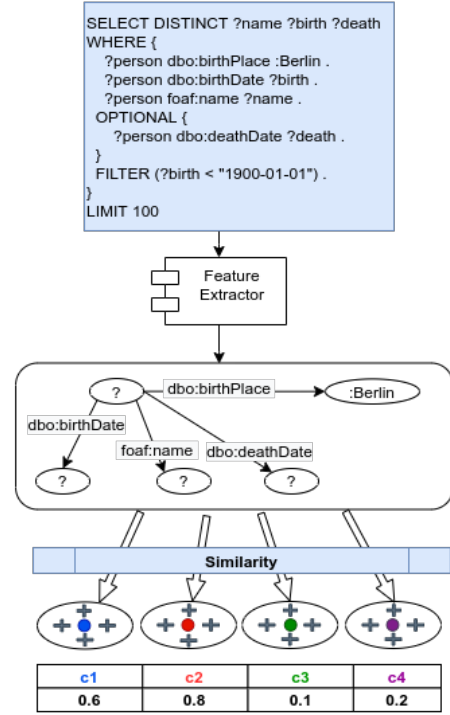 SELECT DISTINCT ?name ?birth ?death
WHERE {
?person dbo:birthPlace :Berlin .
?person dbo:birthDate ?birth .
?person foaf:name ?name .
OPTIONAL {
?person dbo:deathDate ?death .
}
FILTER (?birth < "1900-01-01") .
}
LIMIT 100
Feature
Extractor
? dbo:birthPlace :Berlin
dbo:birthDate
foaf:name dbo:deathDate
? ? ?
Similarity
c1 c2 c3 c4
0.6 0.8 0.1 0.2